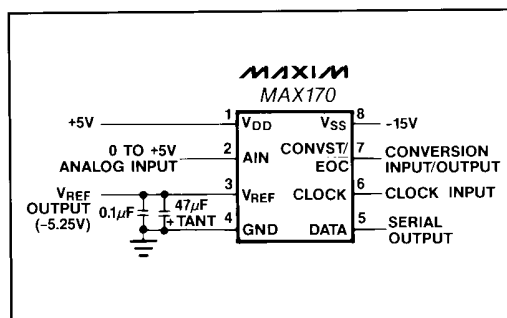 MAXIM
MAX170
+5V
1
VDD
VSS
8
-15V
0 TO +5V
ANALOG INPUT
2
AIN
CONVST/
EOC
7
CONVERSION
INPUT/OUTPUT
VREF
OUTPUT
(-5.25V)
0.1µF
47µF
+ TANT
3
VREF
CLOCK
6
CLOCK INPUT
4
GND
DATA
5
SERIAL
OUTPUT